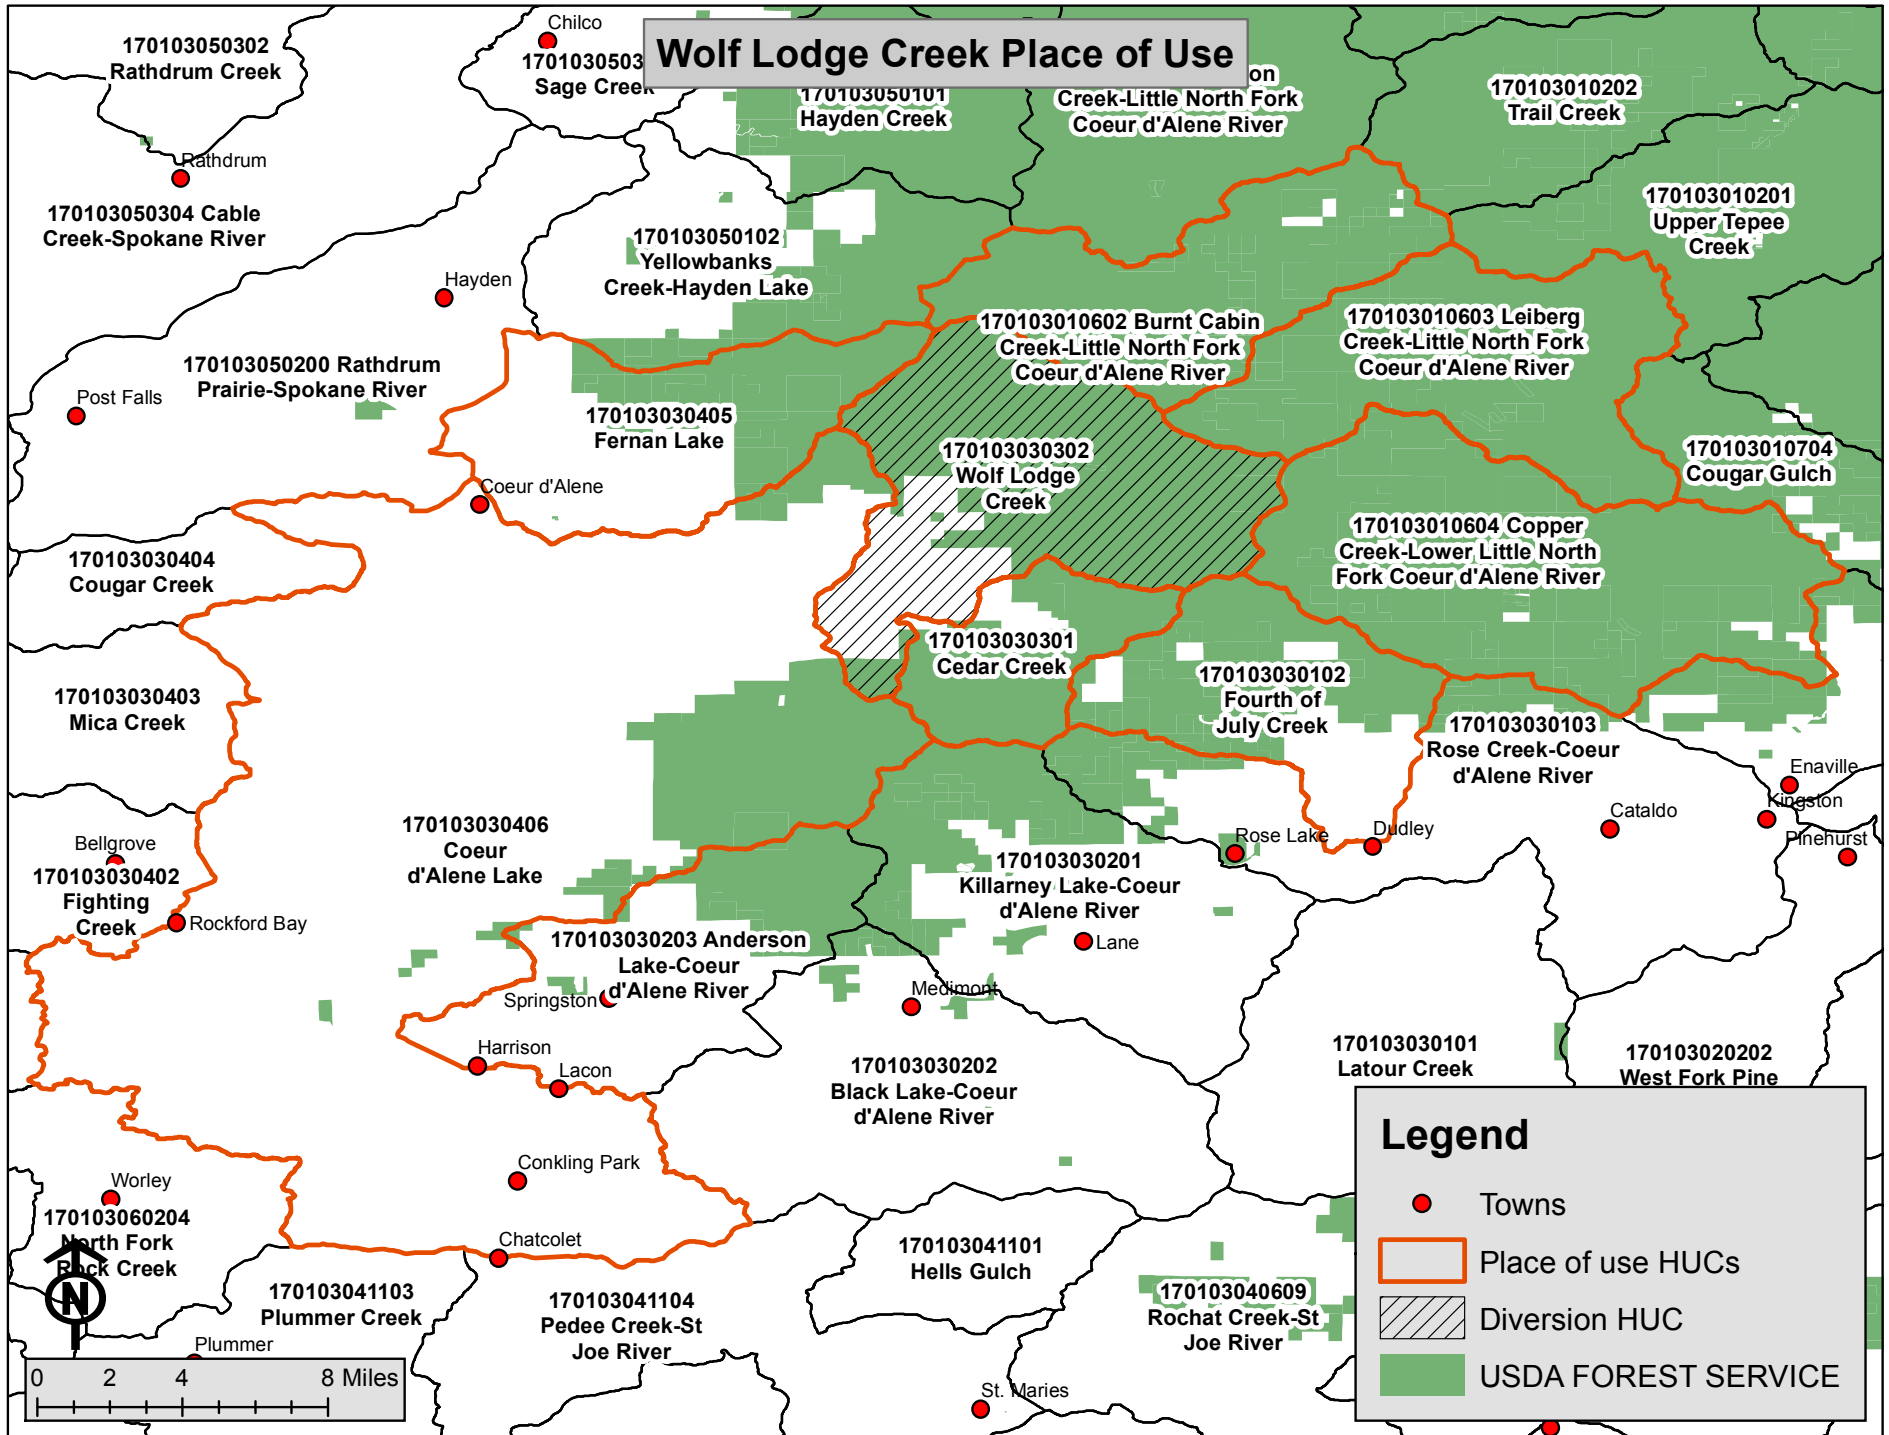 Wolf Lodge Creek Place of Use
Chilco
170103050302
Rathdrum Creek
Sage Creek
170103050101
Hayden Creek
Creek-Little North Fork
Coeur d'Alene River
170103010202
Trail Creek
Rathdrum
170103050304 Cable
Creek-Spokane River
170103050102
Yellowbanks
Creek-Hayden Lake
170103010201
Upper Tepee
Creek
Hayden
170103010602 Burnt Cabin
Creek-Little North Fork
Coeur d'Alene River
170103010603 Leiberg
Creek-Little North Fork
Coeur d'Alene River
170103050200 Rathdrum
Prairie-Spokane River
Post Falls
170103030405
Fernan Lake
170103030302
Wolf Lodge
Creek
170103010704
Cougar Gulch
Coeur d'Alene
170103010604 Copper
Creek-Lower Little North
Fork Coeur d'Alene River
170103030404
Cougar Creek
170103030301
Cedar Creek
170103030102
Fourth of
July Creek
170103030403
Mica Creek
170103030103
Rose Creek-Coeur
d'Alene River
Enaville
Kingston
Cataldo
Pinehurst
170103030406
Coeur
d'Alene Lake
Rose Lake
Dudley
Bellgrove
170103030402
Fighting
Creek
Rockford Bay
170103030201
Killarney Lake-Coeur
d'Alene River
Lane
170103030203 Anderson
Lake-Coeur
d'Alene River
Springston
Medimont
Harrison
Lacon
170103030202
Black Lake-Coeur
d'Alene River
170103030101
Latour Creek
170103020202
West Fork Pine
Conkling Park
Worley
170103060204
North Fork
Rock Creek
Chatcolet
170103041101
Hells Gulch
170103041103
Plummer Creek
170103041104
Pedee Creek-St
Joe River
170103040609
Rochat Creek-St
Joe River
Plummer
St. Maries
N
0 2 4 8 Miles
Legend
Towns
Place of use HUCs
Diversion HUC
USDA FOREST SERVICE